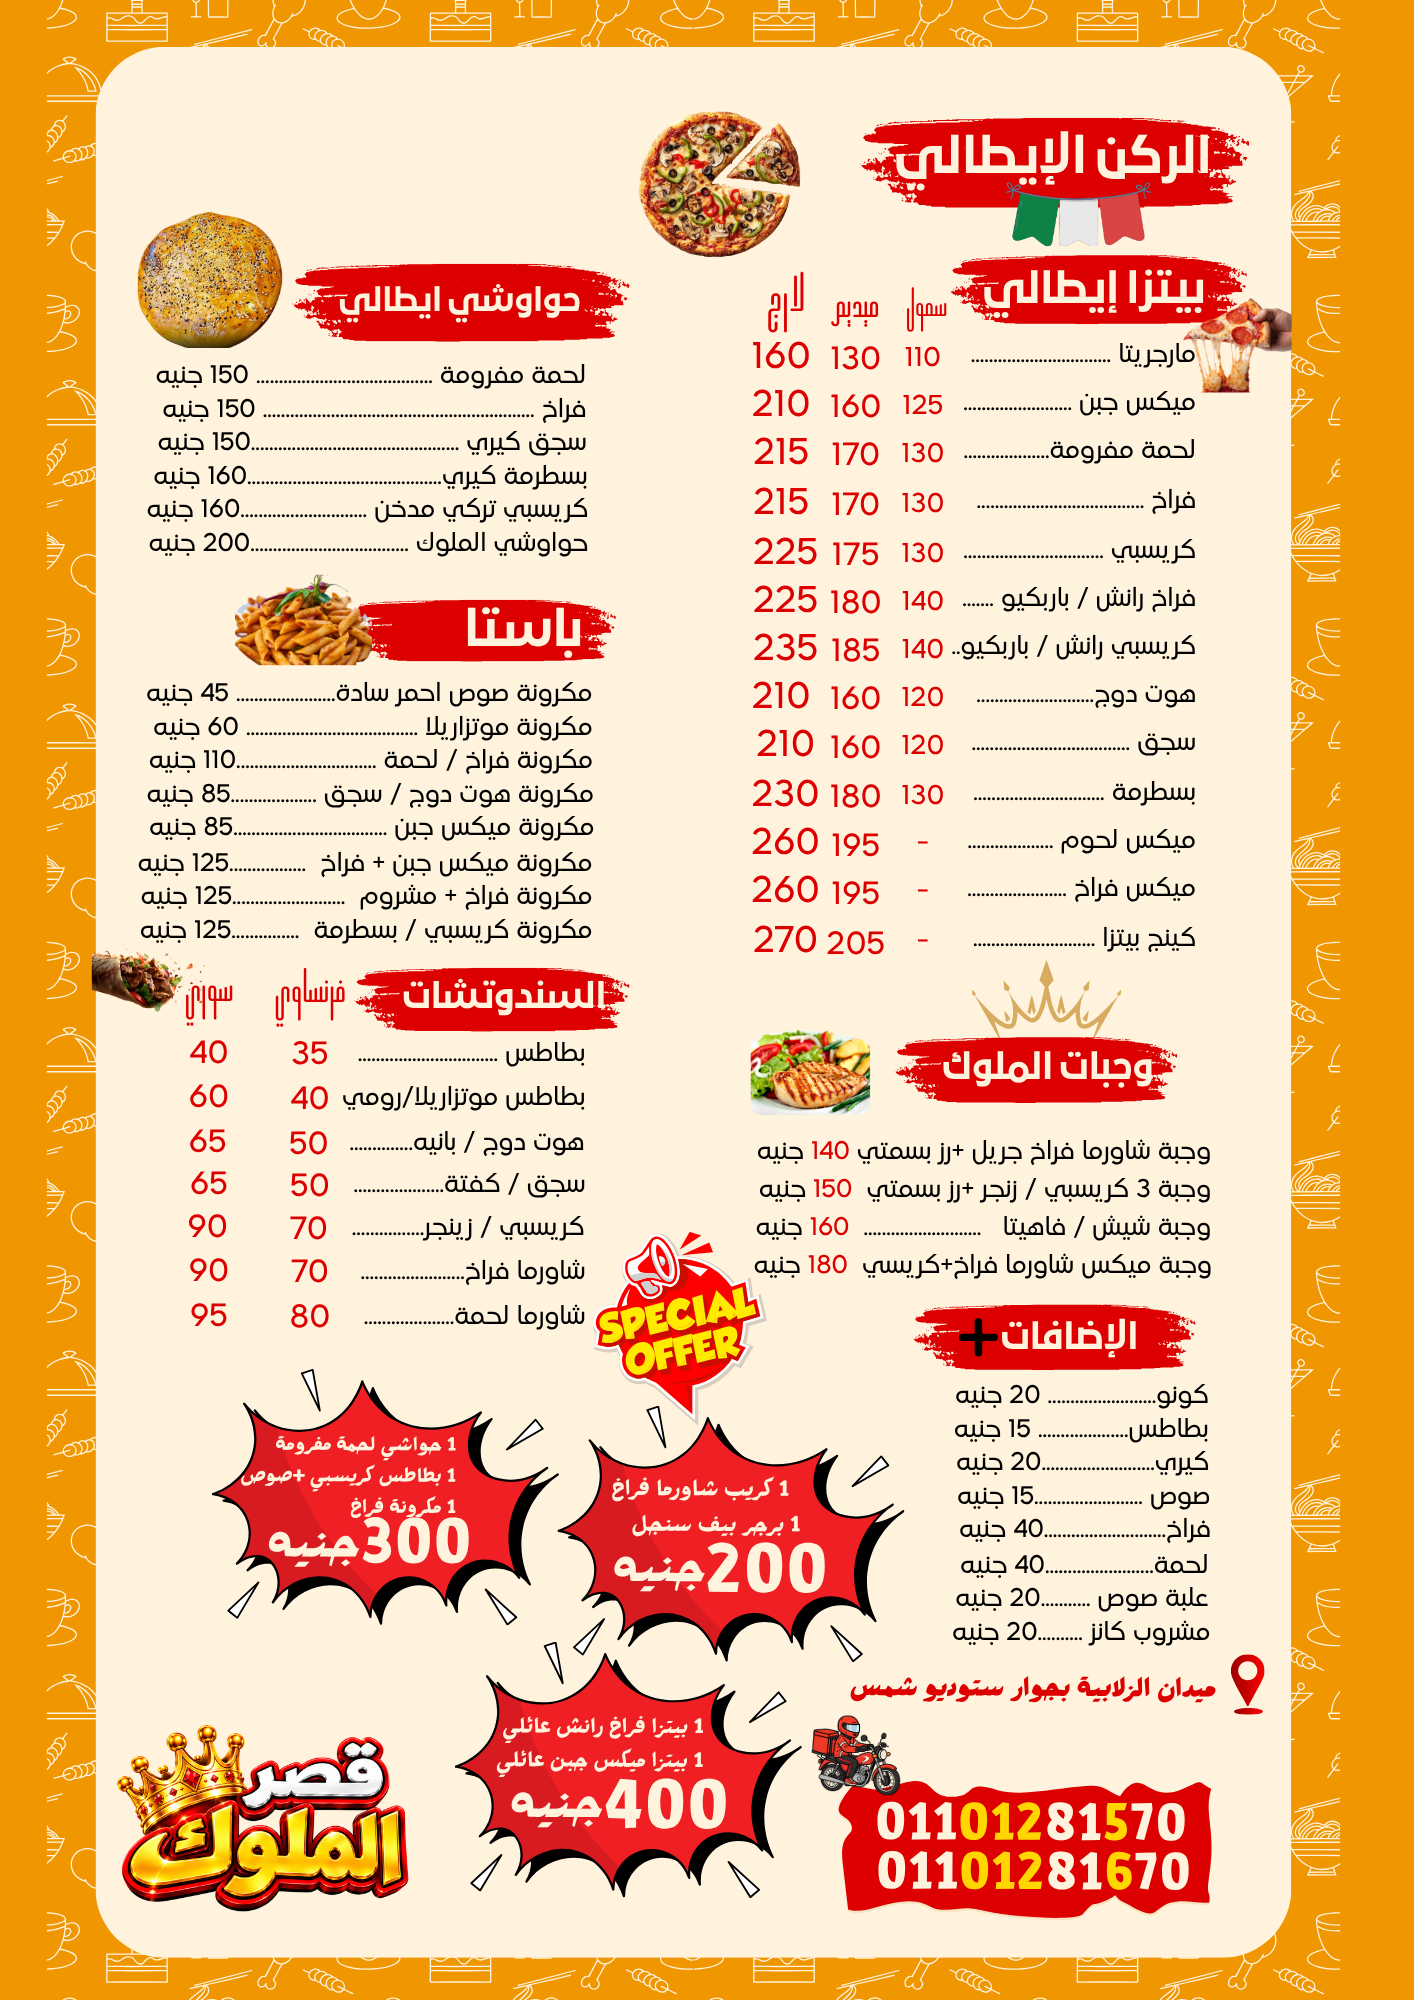 الركن الإيطالي
بيتزا إيطالي
سمول ميديم لارج
مارجريتا .............................. 110 130 160
ميكس جبن ........................ 125 160 210
لحمة مفرومة................... 130 170 215
فراخ ..................................... 130 170 215
كريسبي ............................... 130 175 225
فراخ رانش / باربكيو ....... 140 180 225
كريسبي رانش / باربكيو.. 140 185 235
هوت دوج.......................... 120 160 210
سجق ................................... 120 160 210
بسطرمة ............................. 130 180 230
ميكس لحوم ................... - 195 260
ميكس فراخ ...................... - 195 260
كينج بيتزا ........................... - 205 270
وجبات الملوك
وجبة شاورما فراخ جريل +رز بسمتي 140 جنيه
وجبة 3 كريسبي / زنجر +رز بسمتي 150 جنيه
وجبة شيش / فاهيتا .......................... 160 جنيه
وجبة ميكس شاورما فراخ+كريسي 180 جنيه
الإضافات+
كونو........................ 20 جنيه
بطاطس.................... 15 جنيه
كيري.........................20 جنيه
صوص ........................15 جنيه
فراخ...........................40 جنيه
لحمة........................40 جنيه
علبة صوص ...........20 جنيه
مشروب كانز ..........20 جنيه
حواوشي ايطالي
لحمة مفرومة ....................................... 150 جنيه
فراخ ............................................................ 150 جنيه
سجق كيري ..............................................150 جنيه
بسطرمة كيري...........................................160 جنيه
كريسبي تركي مدخن ............................160 جنيه
حواوشي الملوك ...................................200 جنيه
باستا
مكرونة صوص احمر سادة...................... 45 جنيه
مكرونة موتزاريلا ...................................... 60 جنيه
مكرونة فراخ / لحمة ...............................110 جنيه
مكرونة هوت دوج / سجق ...................85 جنيه
مكرونة ميكس جبن ..................................85 جنيه
مكرونة ميكس جبن + فراخ .................125 جنيه
مكرونة فراخ + مشروم .........................125 جنيه
مكرونة كريسبي / بسطرمة ...............125 جنيه
السندوتشات
فرنساوي سوري
بطاطس ............................... 35 40
بطاطس موتزاريلا/رومي 40 60
هوت دوج / بانيه.............. 50 65
سجق / كفتة.................... 50 65
كريسبي / زينجر................ 70 90
شاورما فراخ....................... 70 90
شاورما لحمة.................... 80 95
SPECIAL
OFFER
1 حواشي لحمة مفرومة
1 بطاطس كريسبي +صوص
1 مكرونة فراخ
300جنيه
1 كريب شاورما فراخ
1 برجر بيف سنجل
200جنيه
1 بيتزا فراخ رانش عائلي
1 بيتزا ميكس جبن عائلي
400جنيه
ميدان الزلابية بجوار ستوديو شمس
01101281570
01101281670
قصر
الملوك